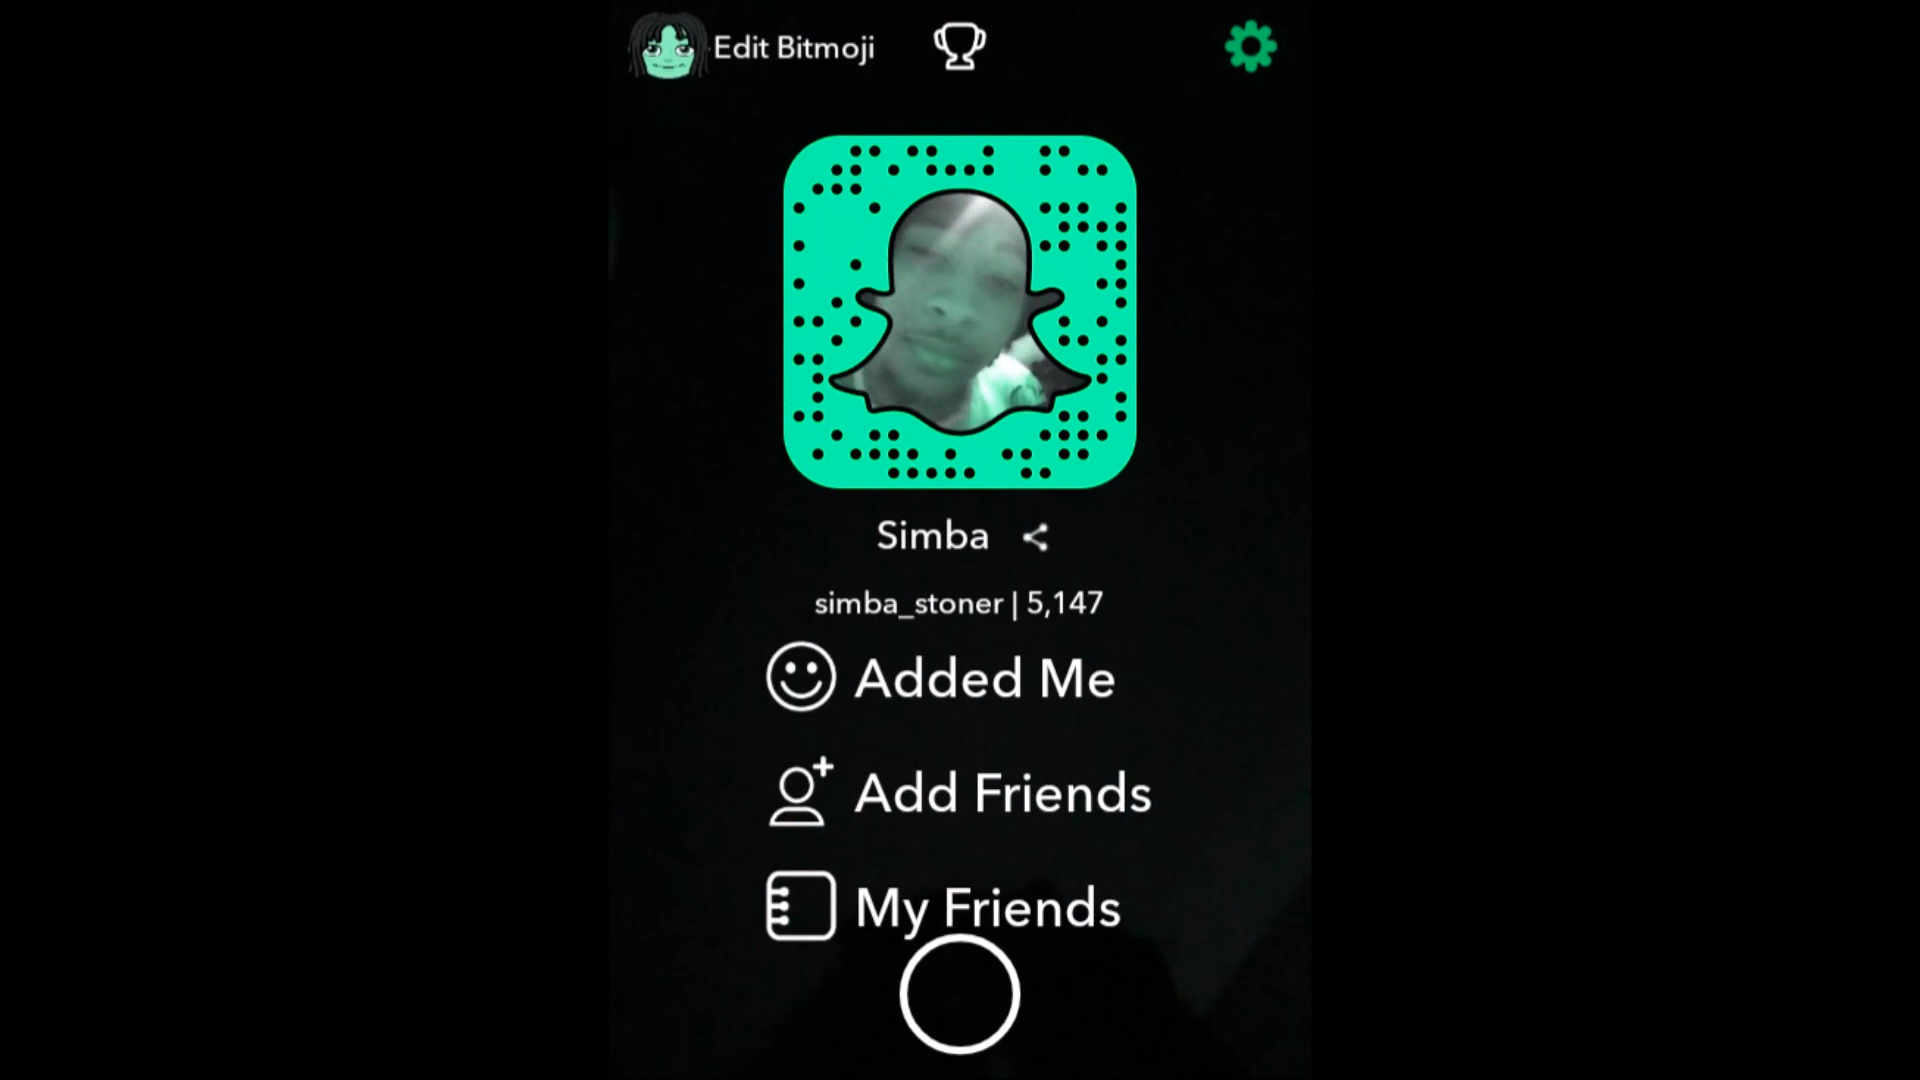 Edit Bitmoji
Simba
simba_stoner | 5,147
Added Me
Add Friends
My Friends